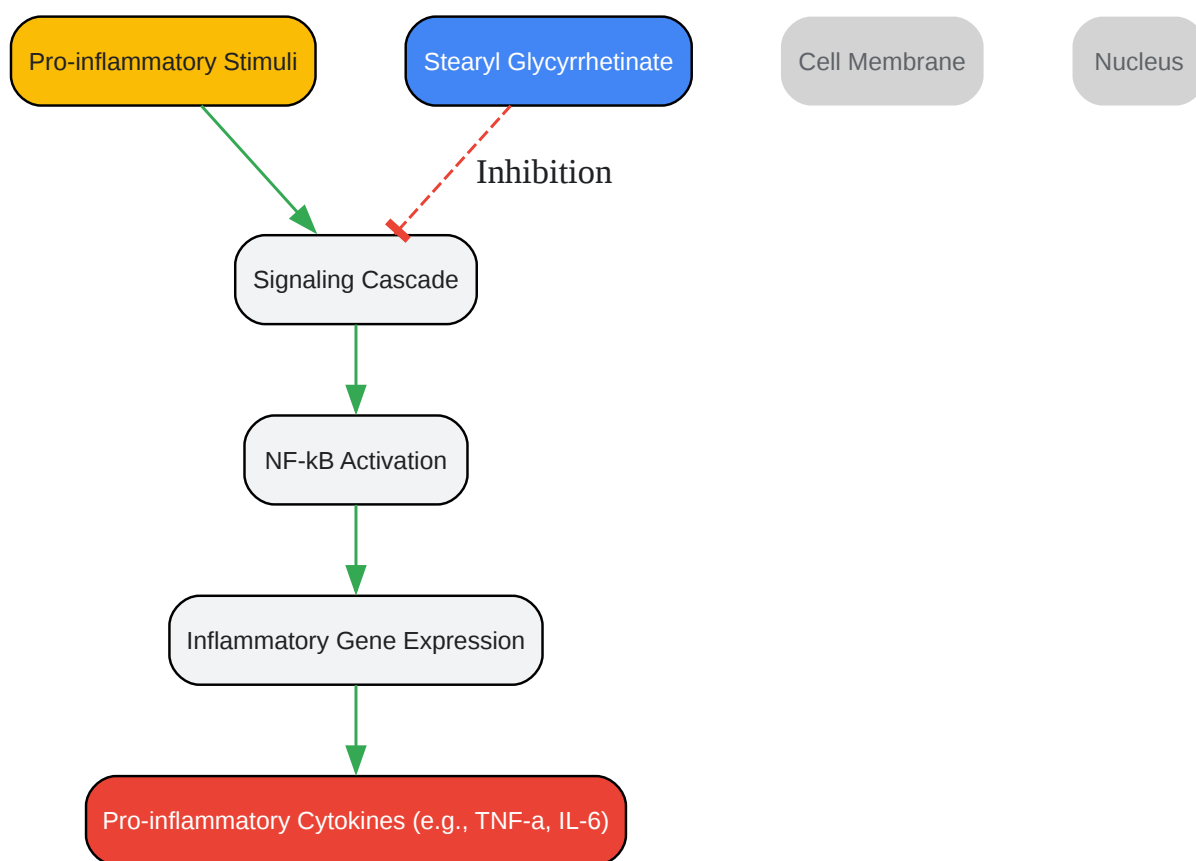 Pro-inflammatory Stimuli
Stearyl Glycyrrhetinate
Cell Membrane
Nucleus
Inhibition
Signaling Cascade
NF-kB Activation
Inflammatory Gene Expression
Pro-inflammatory Cytokines (e.g., TNF-a, IL-6)